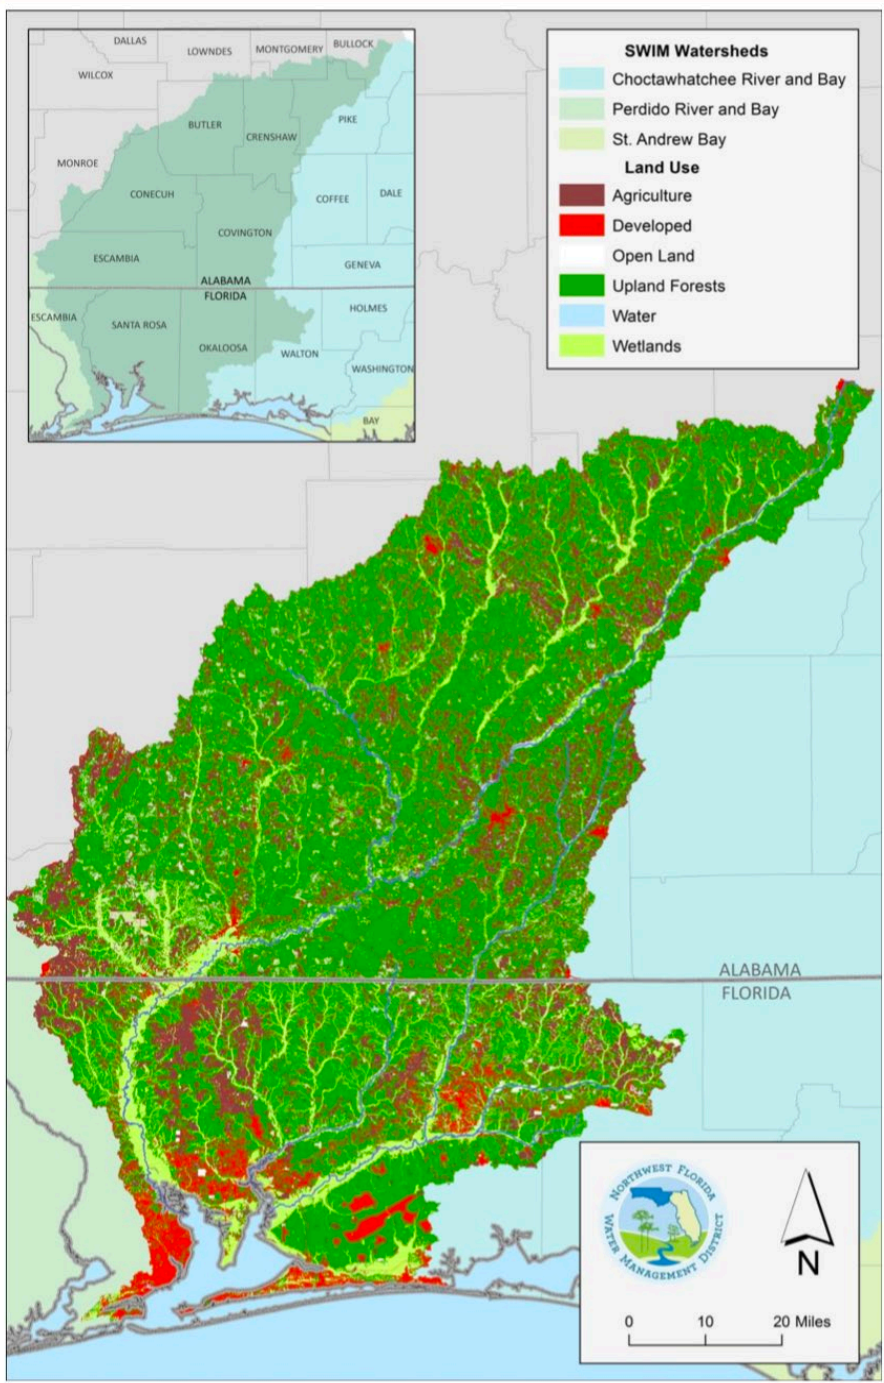 DALLAS
LOWNDES
MONTGOMERY
BULLOCK
WILCOX
PIKE
BUTLER
CRENSHAW
MONROE
CONECUH
COFFEE
DALE
COVINGTON
ESCAMBIA
GENEVA
ALABAMA
FLORIDA
ESCAMBIA
SANTA ROSA
HOLMES
OKALOOSA
WALTON
WASHINGTON
BAY
SWIM Watersheds
Choctawhatchee River and Bay
Perdido River and Bay
St. Andrew Bay
Land Use
Agriculture
Developed
Open Land
Upland Forests
Water
Wetlands
ALABAMA
FLORIDA
NORTHWEST FLORIDA
WATER MANAGEMENT DISTRICT
N
0 10 20 Miles